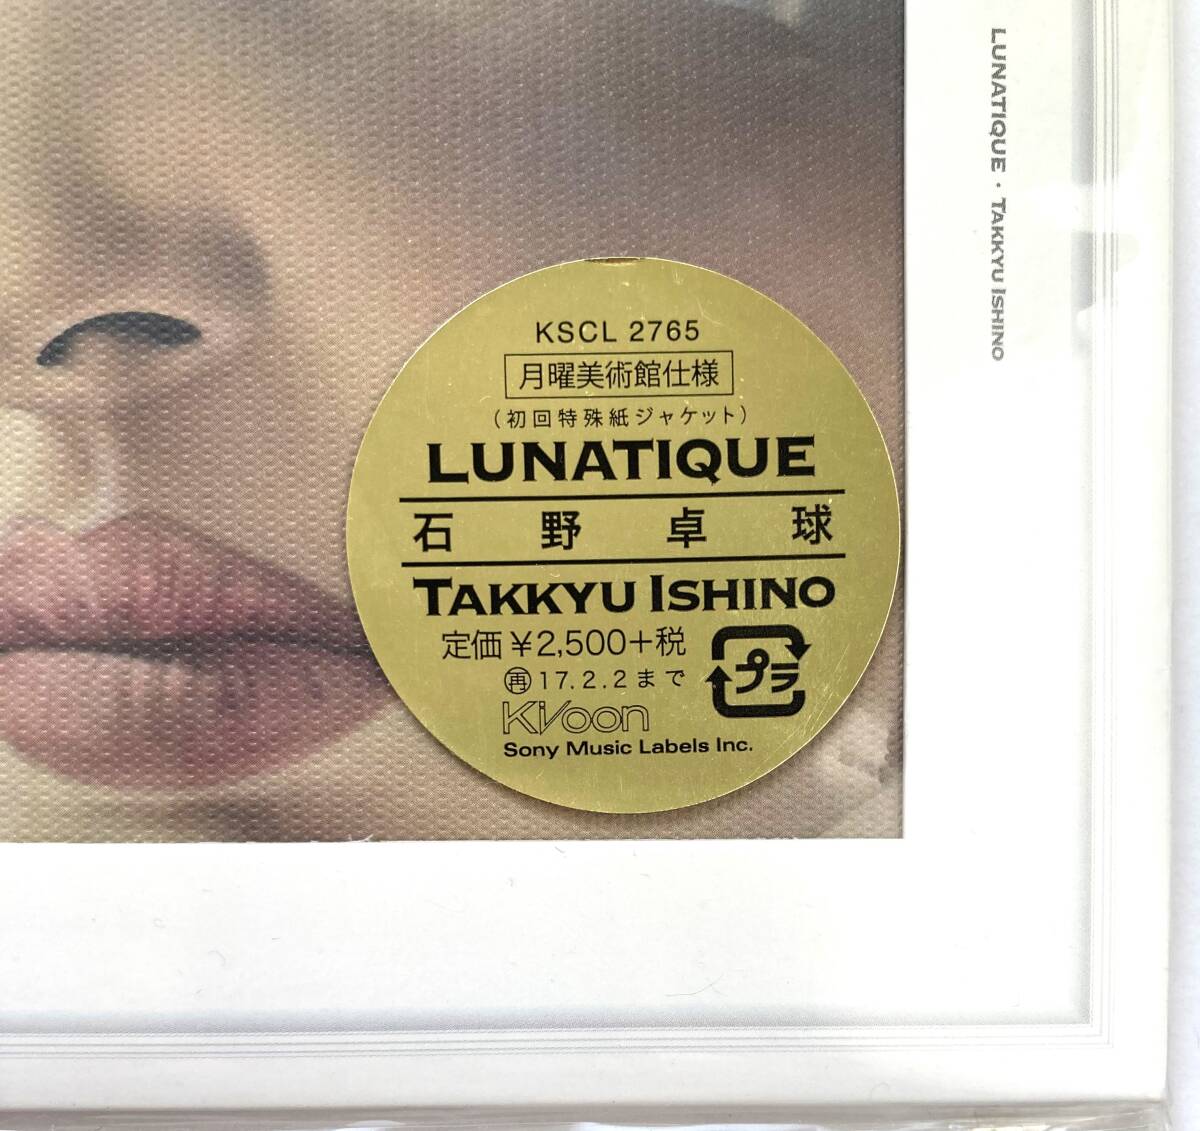 KSCL 2765
月曜美術館仕様
(初回特殊紙ジャケット)
LUNATIQUE
石野卓球
TAKKYU ISHINO
定価 ¥2,500+税
再 17.2.2まで
プラ
Ki/oon
Sony Music Labels Inc.
LUNATIQUE · TAKKYU ISHINO